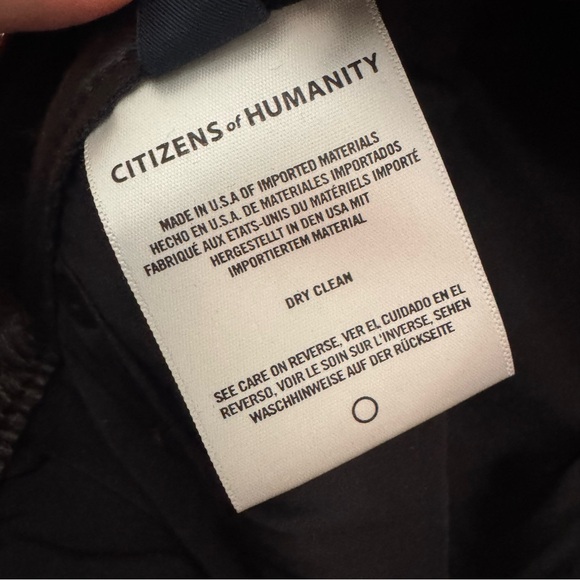 CITIZENS of HUMANITY
MADE IN U.S.A OF IMPORTED MATERIALS
HECHO EN U.S.A. DE MATERIALES IMPORTADOS
FABRIQUÉ AUX ETATS-UNIS DU MATÉRIELS IMPORTÉ
HERGESTELLT IN DEN USA MIT
IMPORTIERTEM MATERIAL
DRY CLEAN
SEE CARE ON REVERSE, VER EL CUIDADO EN EL
REVERSO, VOIR LE SOIN SUR L'INVERSE, SEHEN
WASCHHINWEISE AUF DER RÜCKSEITE